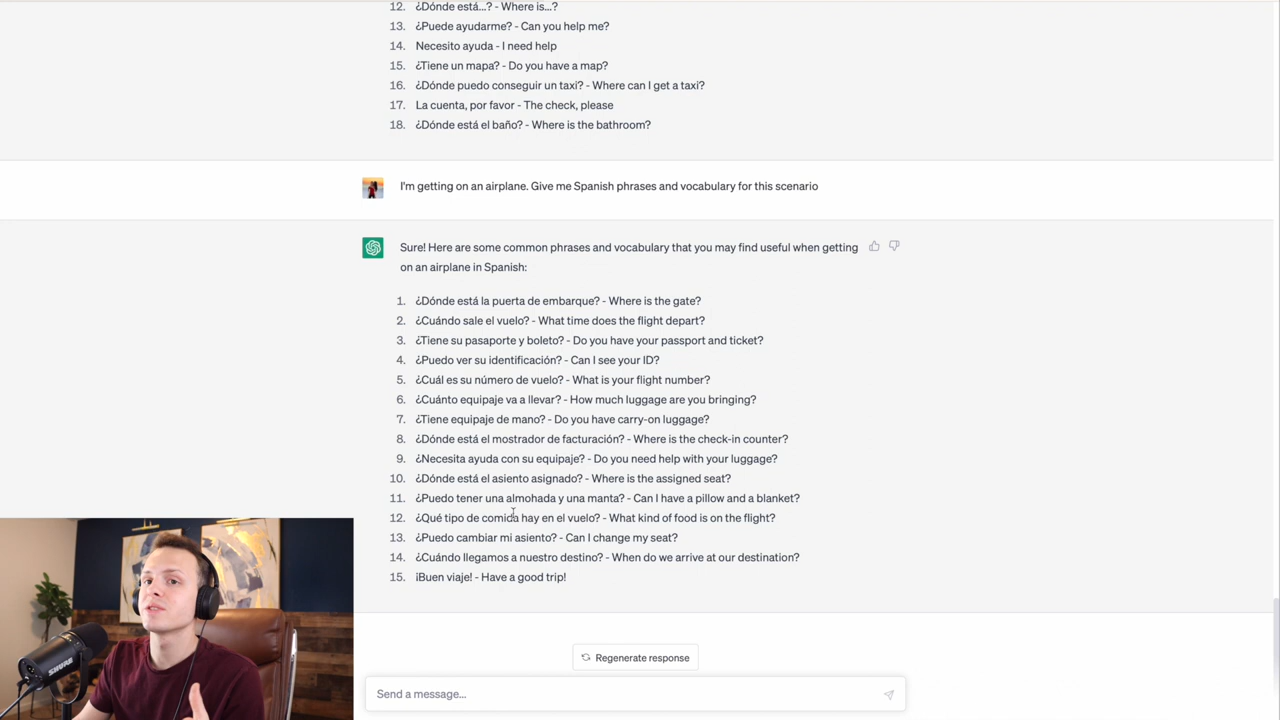 12. ¿Dónde está...? - Where is...?
13. ¿Puede ayudarme? - Can you help me?
14. Necesito ayuda - I need help
15. ¿Tiene un mapa? - Do you have a map?
16. ¿Dónde puedo conseguir un taxi? - Where can I get a taxi?
17. La cuenta, por favor - The check, please
18. ¿Dónde está el baño? - Where is the bathroom?
I'm getting on an airplane. Give me Spanish phrases and vocabulary for this scenario
Sure! Here are some common phrases and vocabulary that you may find useful when getting
on an airplane in Spanish:
1. ¿Dónde está la puerta de embarque? - Where is the gate?
2. ¿Cuándo sale el vuelo? - What time does the flight depart?
3. ¿Tiene su pasaporte y boleto? - Do you have your passport and ticket?
4. ¿Puedo ver su identificación? - Can I see your ID?
5. ¿Cuál es su número de vuelo? - What is your flight number?
6. ¿Cuánto equipaje va a llevar? - How much luggage are you bringing?
7. ¿Tiene equipaje de mano? - Do you have carry-on luggage?
8. ¿Dónde está el mostrador de facturación? - Where is the check-in counter?
9. ¿Necesita ayuda con su equipaje? - Do you need help with your luggage?
10. ¿Dónde está el asiento asignado? - Where is the assigned seat?
11. ¿Puedo tener una almohada y una manta? - Can I have a pillow and a blanket?
12. ¿Qué tipo de comida hay en el vuelo? - What kind of food is on the flight?
13. ¿Puedo cambiar mi asiento? - Can I change my seat?
14. ¿Cuándo llegamos a nuestro destino? - When do we arrive at our destination?
15. ¡Buen viaje! - Have a good trip!
Regenerate response
Send a message...
SHURE